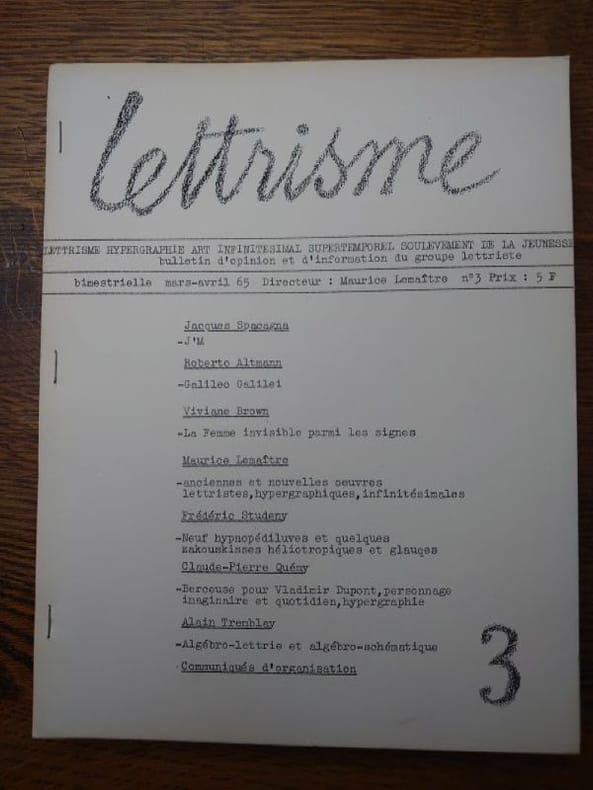 lettrisme
LETTRISME HYPERGRAPHIE ART INFINITESIMAL SUPERTEMPOREL SOULEVEMENT DE LA JEUNESSE
bulletin d'opinion et d'information du groupe lettriste
bimestrielle mars-avril 65 Directeur : Maurice Lemaître n°3 Prix : 5 F
Jacques Spacagna
-J'M
Roberto Altmann
-Galileo Galilei
Viviane Brown
-La Femme invisible parmi les signes
Maurice Lemaître
-anciennes et nouvelles oeuvres
lettristes,hypergraphiques,infinitésimales
Frédéric Studeny
-Neuf hypnopédiluves et quelques
zakouskisses héliotropiques et glauqes
Claude-Pierre Quémy
-Berceuse pour Vladimir Dupont,personnage
imaginaire et quotidien,hypergraphie
Alain Tremblay
-Algébro-lettrie et algébro-schématique
Communiqués d'organisation
3